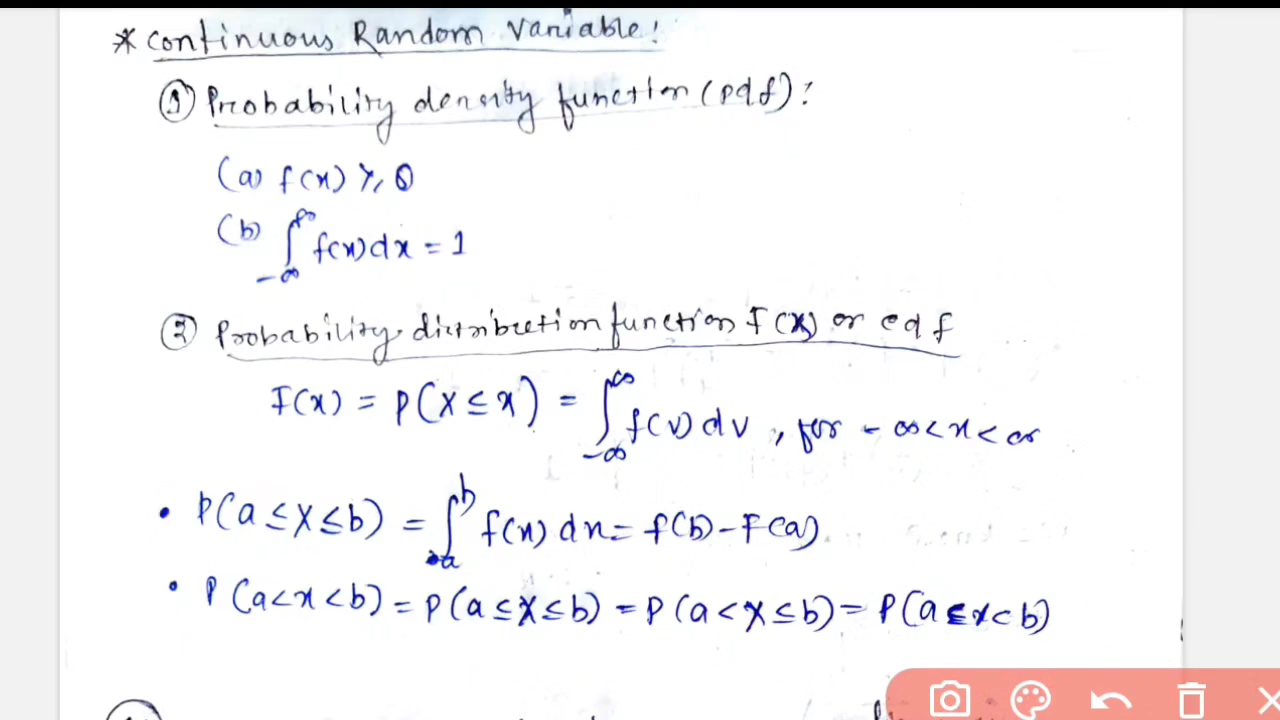 * Continuous Random Variable:
① Probability density function (pdf):
(a) f(x) ≥ 0
(b) ∫_{-∞}^{∞} f(x) dx = 1
② Probability distribution function F(x) or cdf
F(x) = P(X ≤ x) = ∫_{-∞}^{∞} f(v) dv, for -∞ < x < ∞
• P(a ≤ X ≤ b) = ∫_{a}^{b} f(x) dx = f(b) - F(a)
• P(a < x < b) = P(a ≤ X ≤ b) = P(a < X ≤ b) = P(a ≤ x < b)